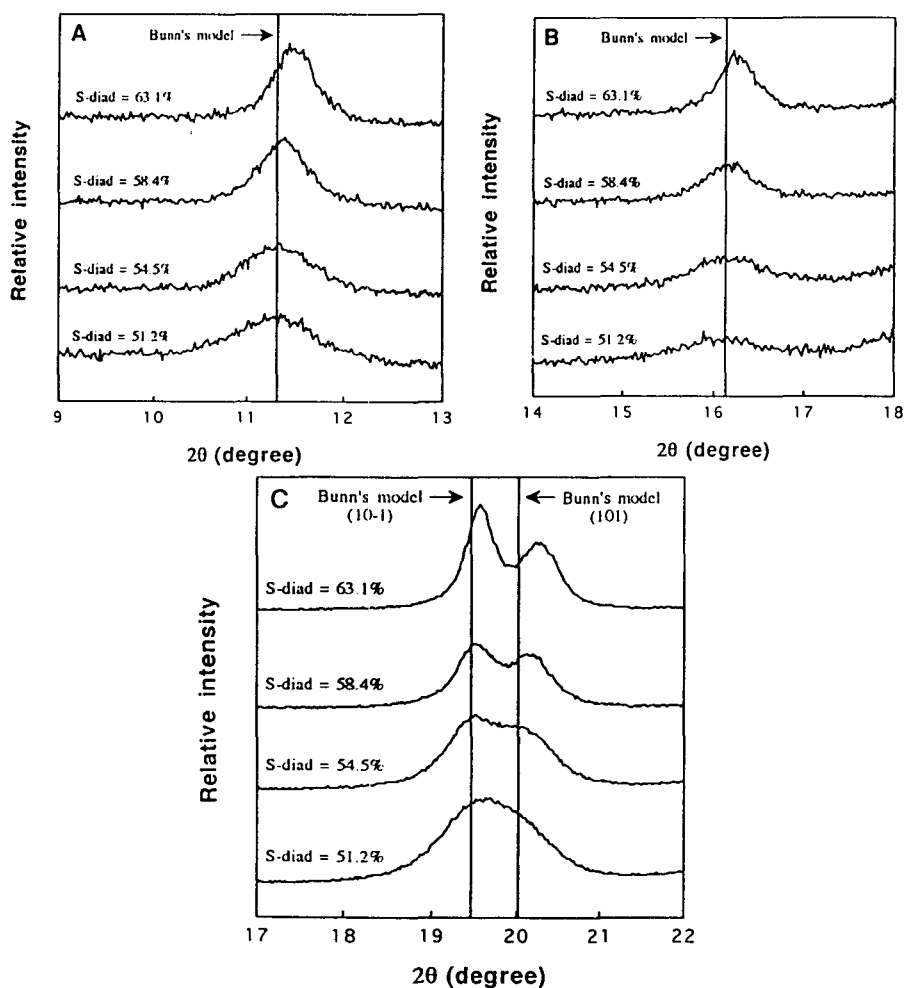 A
Bunn's model
S-diad = 63.1%
S-diad = 58.4%
S-diad = 54.5%
S-diad = 51.2%
Relative intensity
9 10 11 12 13
2θ (degree)
B
Bunn's model
S-diad = 63.1%
S-diad = 58.4%
S-diad = 54.5%
S-diad = 51.2%
Relative intensity
14 15 16 17 18
2θ (degree)
C
Bunn's model
(10-1)
Bunn's model
(101)
S-diad = 63.1%
S-diad = 58.4%
S-diad = 54.5%
S-diad = 51.2%
Relative intensity
17 18 19 20 21 22
2θ (degree)